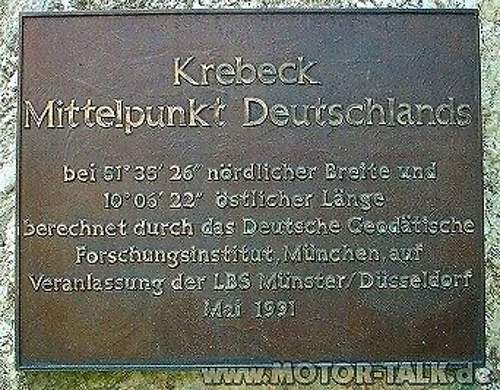 Krebeck
Mittelpunkt Deutschlands
bei 51° 35' 26" nördlicher Breite und
10° 06' 22" östlicher Länge
berechnet durch das Deutsche Geodätische
Forschungsinstitut, München, auf
Veranlassung der LBS Münster/Düsseldorf
Mai 1991
www.MOTOR-TALK.de